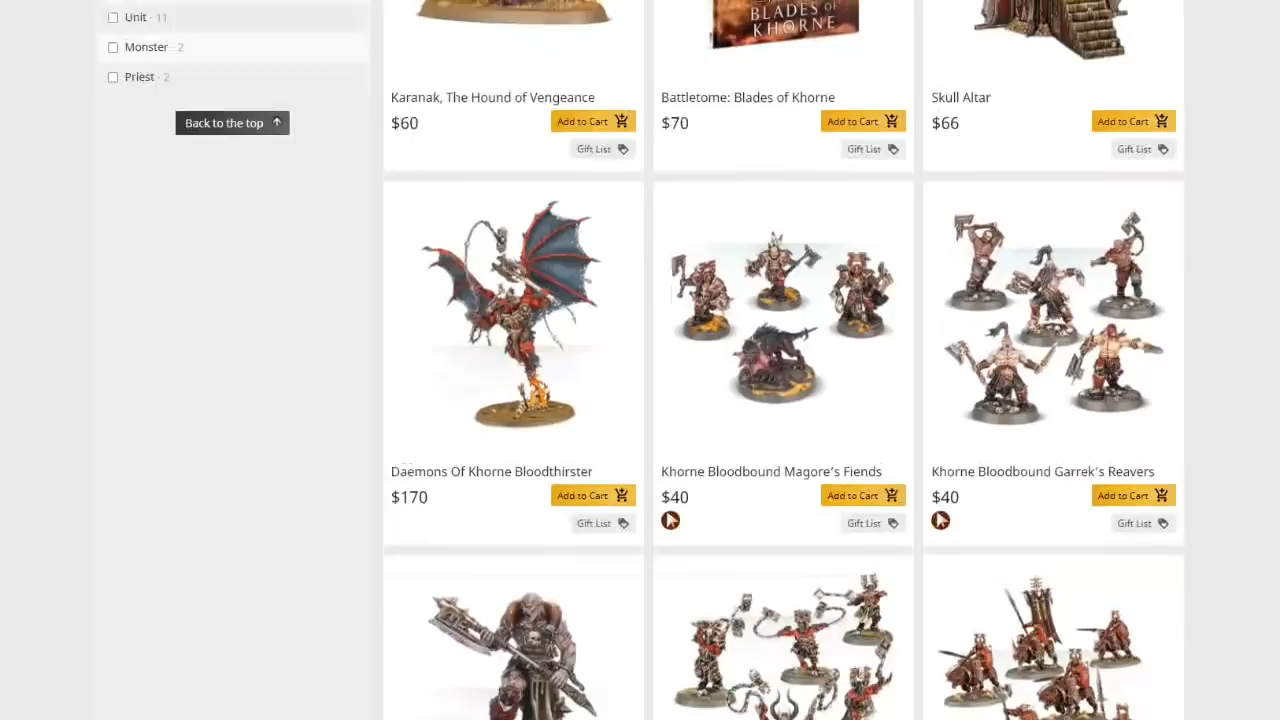 Unit - 11
Monster - 2
Priest - 2
Back to the top
BLADES OF
KHORNE
Karanak, The Hound of Vengeance
$60
Add to Cart
Gift List
Battletome: Blades of Khorne
$70
Add to Cart
Gift List
Skull Altar
$66
Add to Cart
Gift List
Daemons Of Khorne Bloodthirster
$170
Add to Cart
Gift List
Khorne Bloodbound Magore's Fiends
$40
Add to Cart
Gift List
Khorne Bloodbound Garrek's Reavers
$40
Add to Cart
Gift List